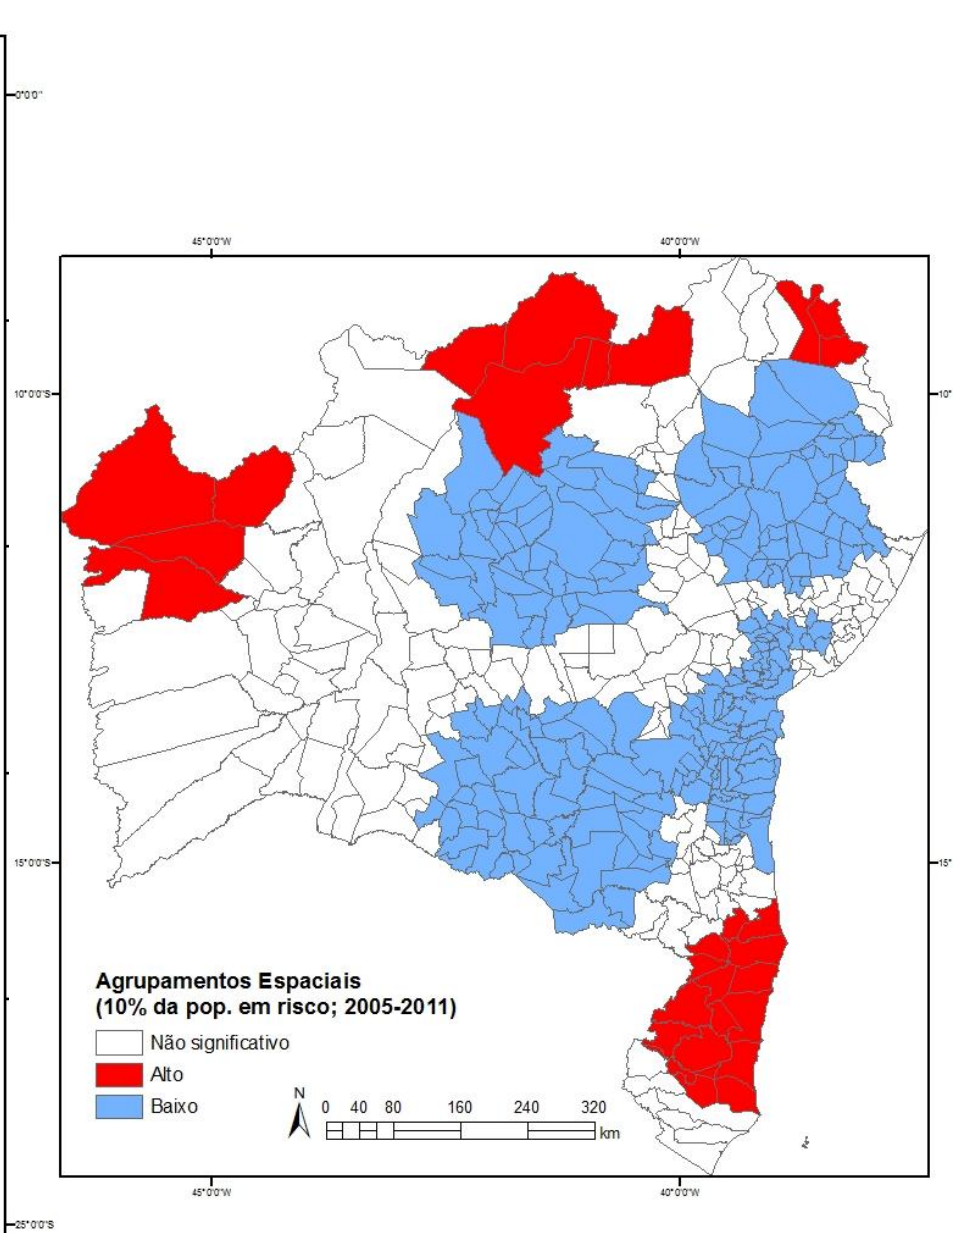 0°0'0"
45°0'0"W 40°0'0"W
10°0'0"S 10°
15°0'0"S 15°
Agrupamentos Espaciais
(10% da pop. em risco; 2005-2011)
Não significativo
Alto
Baixo
N
0 40 80 160 240 320
km
45°0'0"W 40°0'0"W
25°0'0"S